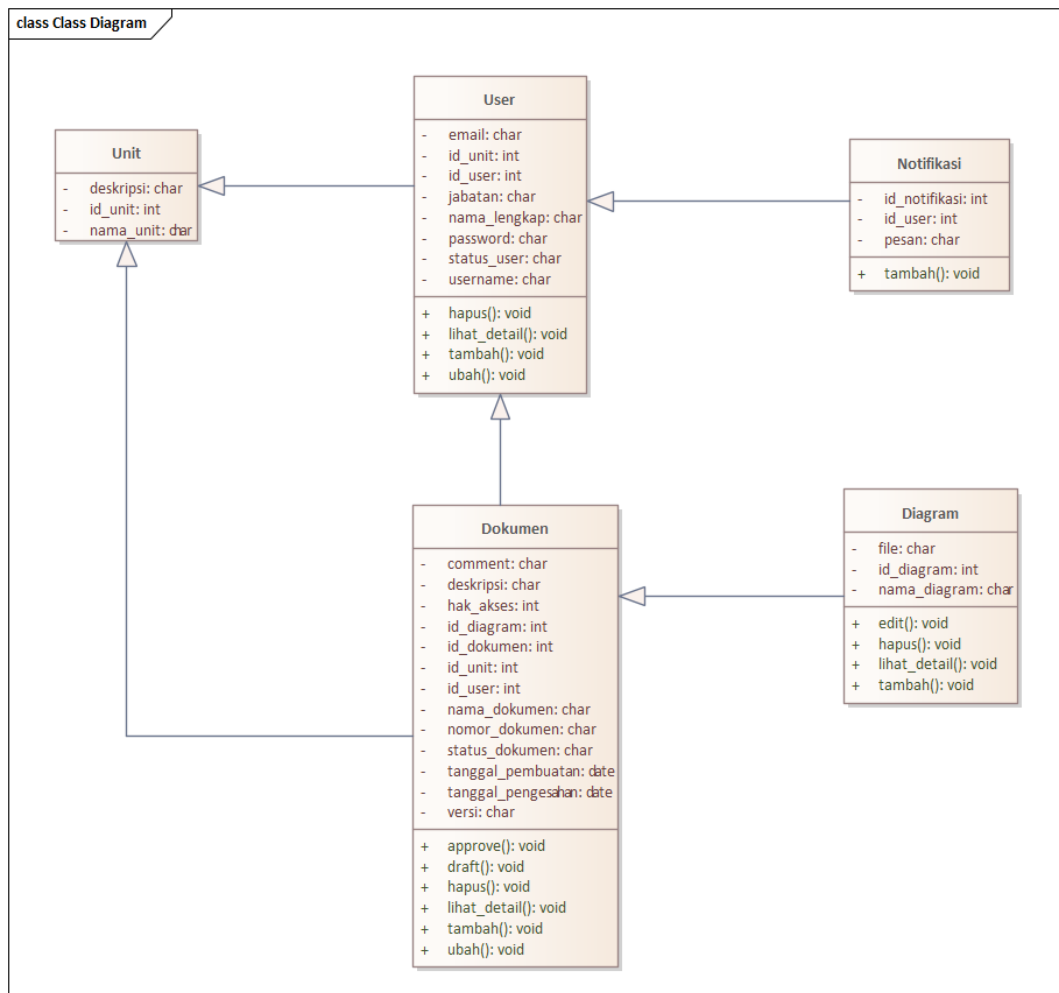 class Class Diagram
Unit
- deskripsi: char
- id_unit: int
- nama_unit: char
User
- email: char
- id_unit: int
- id_user: int
- jabatan: char
- nama_lengkap: char
- password: char
- status_user: char
- username: char
+ hapus(): void
+ lihat_detail(): void
+ tambah(): void
+ ubah(): void
Notifikasi
- id_notifikasi: int
- id_user: int
- pesan: char
+ tambah(): void
Dokumen
- comment: char
- deskripsi: char
- hak_akses: int
- id_diagram: int
- id_dokumen: int
- id_unit: int
- id_user: int
- nama_dokumen: char
- nomor_dokumen: char
- status_dokumen: char
- tanggal_pembuatan: date
- tanggal_pengesahan: date
- versi: char
+ approve(): void
+ draft(): void
+ hapus(): void
+ lihat_detail(): void
+ tambah(): void
+ ubah(): void
Diagram
- file: char
- id_diagram: int
- nama_diagram: char
+ edit(): void
+ hapus(): void
+ lihat_detail(): void
+ tambah(): void